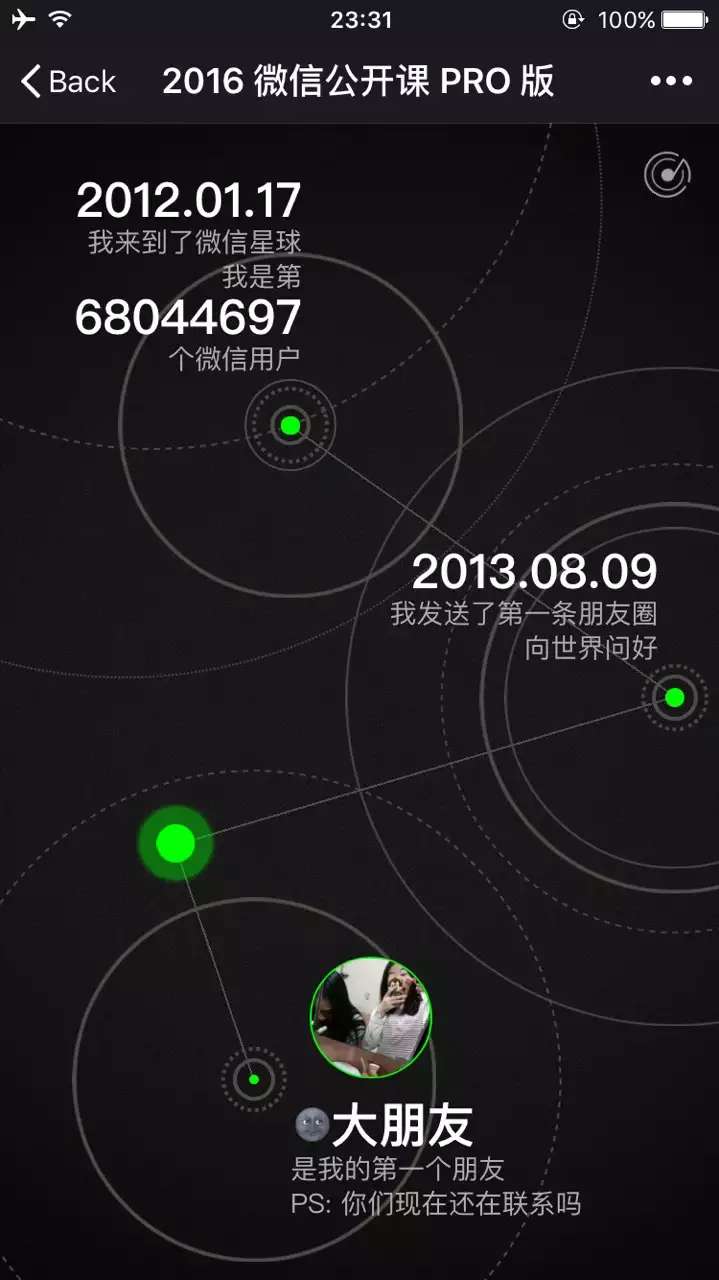 23:31
100%
Back
2016 微信公开课 PRO 版
2012.01.17
我来到了微信星球
我是第
68044697
个微信用户
2013.08.09
我发送了第一条朋友圈
向世界问好
🌚大朋友
是我的第一个朋友
PS: 你们现在还在联系吗